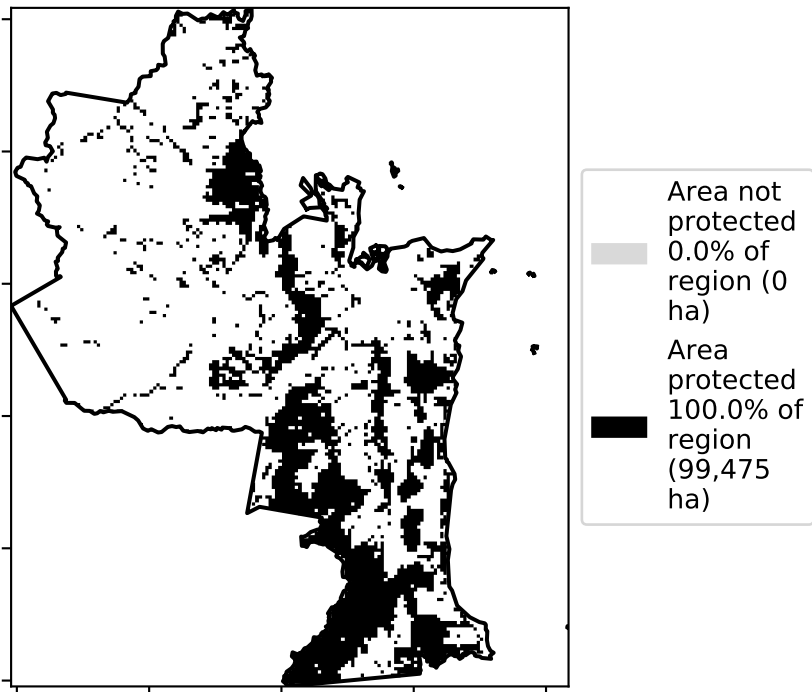 Area not
protected
0.0% of
region (0
ha)
Area
protected
100.0% of
region
(99,475
ha)